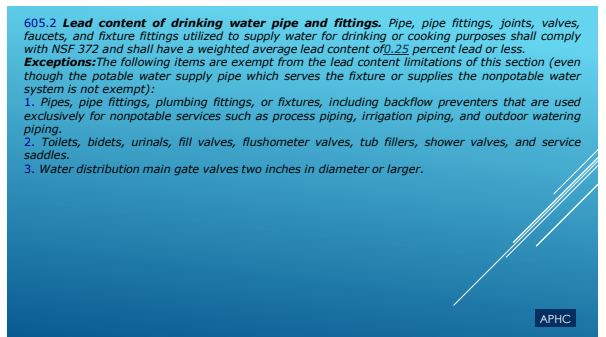 605.2 Lead content of drinking water pipe and fittings. Pipe, pipe fittings, joints, valves,
faucets, and fixture fittings utilized to supply water for drinking or cooking purposes shall comply
with NSF 372 and shall have a weighted average lead content of0.25 percent lead or less.
Exceptions:The following items are exempt from the lead content limitations of this section (even
though the potable water supply pipe which serves the fixture or supplies the nonpotable water
system is not exempt):
1. Pipes, pipe fittings, plumbing fittings, or fixtures, including backflow preventers that are used
exclusively for nonpotable services such as process piping, irrigation piping, and outdoor watering
piping.
2. Toilets, bidets, urinals, fill valves, flushometer valves, tub fillers, shower valves, and service
saddles.
3. Water distribution main gate valves two inches in diameter or larger.
APHC